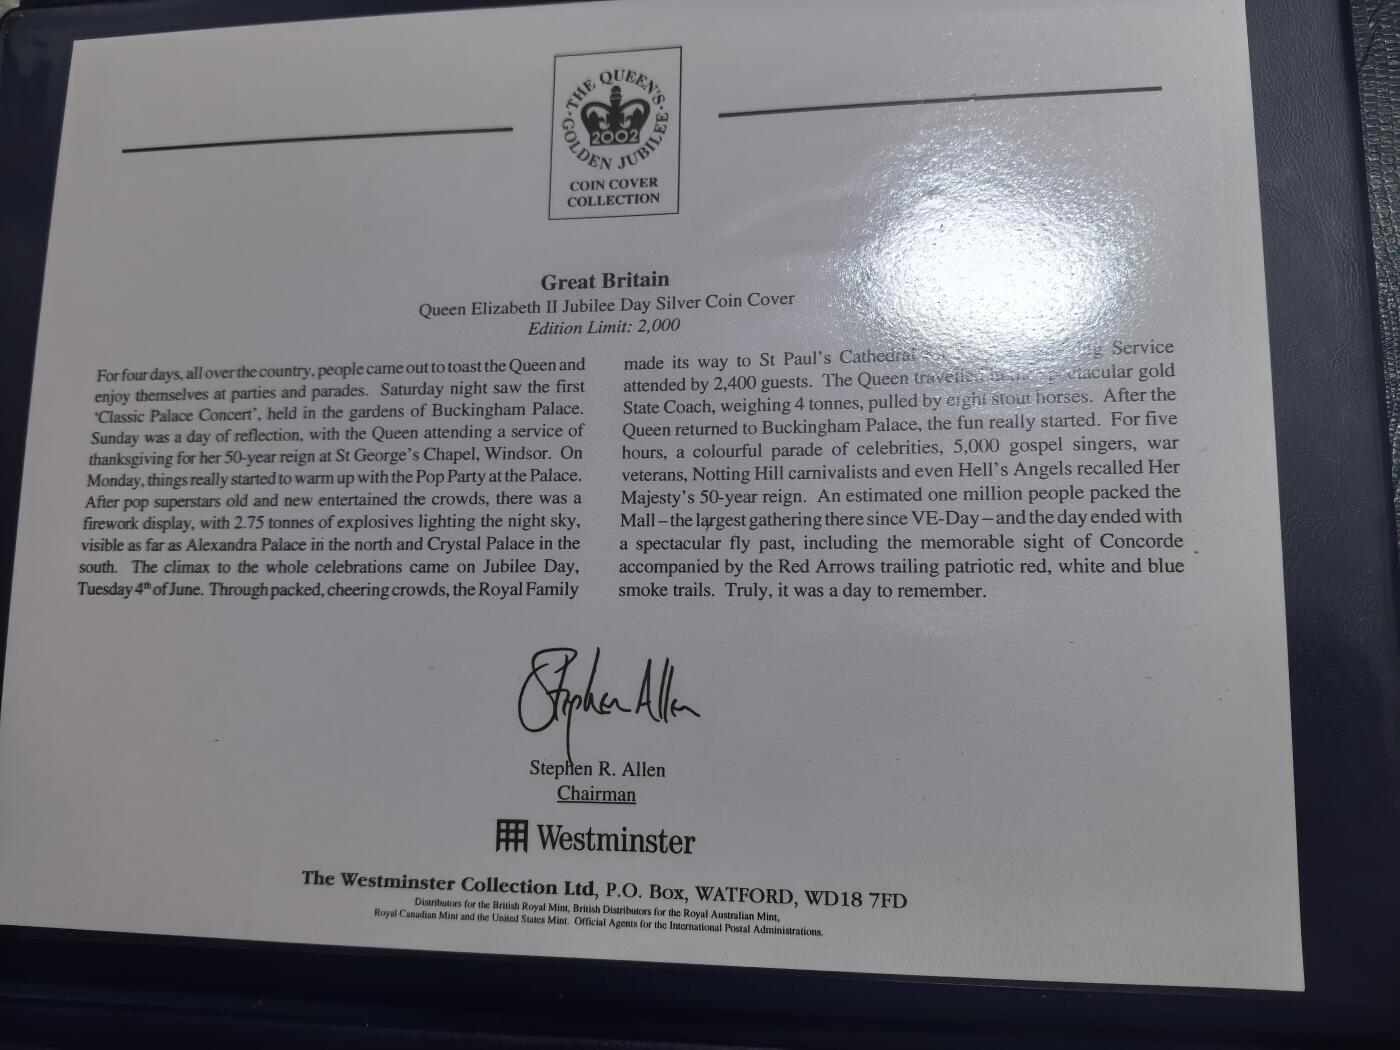 · THE QUEEN'S ·
2002
GOLDEN JUBILEE
COIN COVER
COLLECTION
Great Britain
Queen Elizabeth II Jubilee Day Silver Coin Cover
Edition Limit: 2,000
For four days, all over the country, people came out to toast the Queen and
enjoy themselves at parties and parades. Saturday night saw the first
'Classic Palace Concert', held in the gardens of Buckingham Palace.
Sunday was a day of reflection, with the Queen attending a service of
thanksgiving for her 50-year reign at St George's Chapel, Windsor. On
Monday, things really started to warm up with the Pop Party at the Palace.
After pop superstars old and new entertained the crowds, there was a
firework display, with 2.75 tonnes of explosives lighting the night sky,
visible as far as Alexandra Palace in the north and Crystal Palace in the
south. The climax to the whole celebrations came on Jubilee Day,
Tuesday 4th of June. Through packed, cheering crowds, the Royal Family
made its way to St Paul's Cathedral Service
attended by 2,400 guests. The Queen travelled in the spectacular gold
State Coach, weighing 4 tonnes, pulled by eight stout horses. After the
Queen returned to Buckingham Palace, the fun really started. For five
hours, a colourful parade of celebrities, 5,000 gospel singers, war
veterans, Notting Hill carnivalists and even Hell's Angels recalled Her
Majesty's 50-year reign. An estimated one million people packed the
Mall – the largest gathering there since VE-Day – and the day ended with
a spectacular fly past, including the memorable sight of Concorde
accompanied by the Red Arrows trailing patriotic red, white and blue
smoke trails. Truly, it was a day to remember.
Stephen Allen
Stephen R. Allen
Chairman
Westminster
The Westminster Collection Ltd, P.O. Box, WATFORD, WD18 7FD
Distributors for the British Royal Mint, British Distributors for the Royal Australian Mint,
Royal Canadian Mint and the United States Mint. Official Agents for the International Postal Administrations.